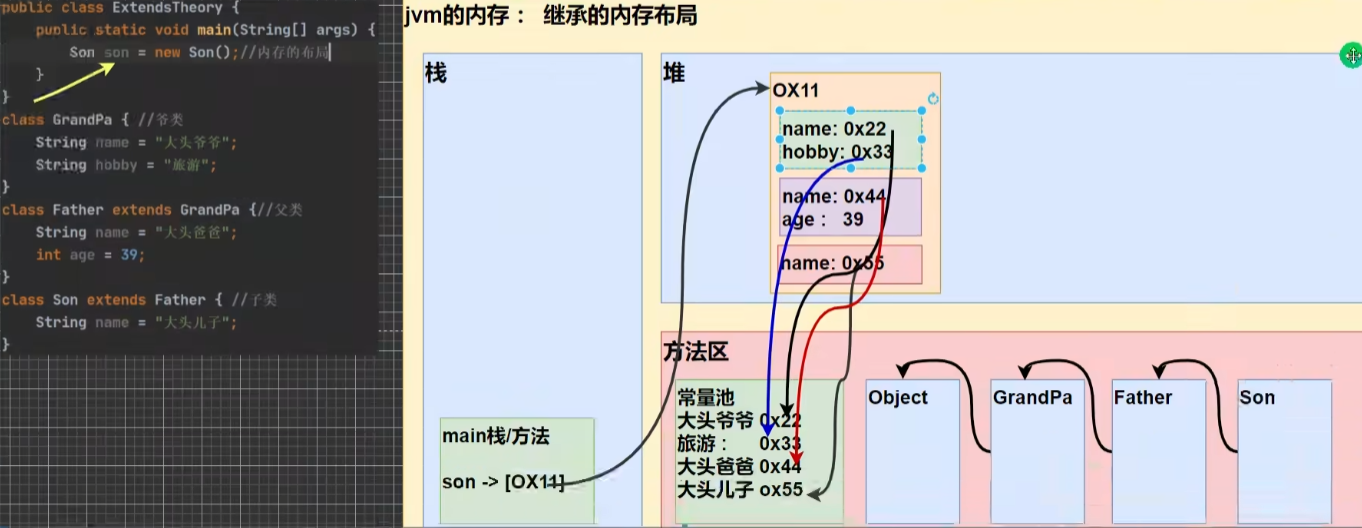 public class ExtendsTheory {
public static void main(String[] args) {
Son son = new Son();//内存的布局
}
}
class GrandPa { //爷类
String name = "大头爷爷";
String hobby = "旅游";
}
class Father extends GrandPa {//父类
String name = "大头爸爸";
int age = 39;
}
class Son extends Father { //子类
String name = "大头儿子";
}
jvm的内存： 继承的内存布局
栈
main栈/方法
son -> [OX11]
堆
OX11
name: 0x22
hobby: 0x33
name: 0x44
age： 39
name: 0x55
方法区
常量池
大头爷爷 0x22
旅游： 0x33
大头爸爸 0x44
大头儿子 ox55
Object
GrandPa
Father
Son